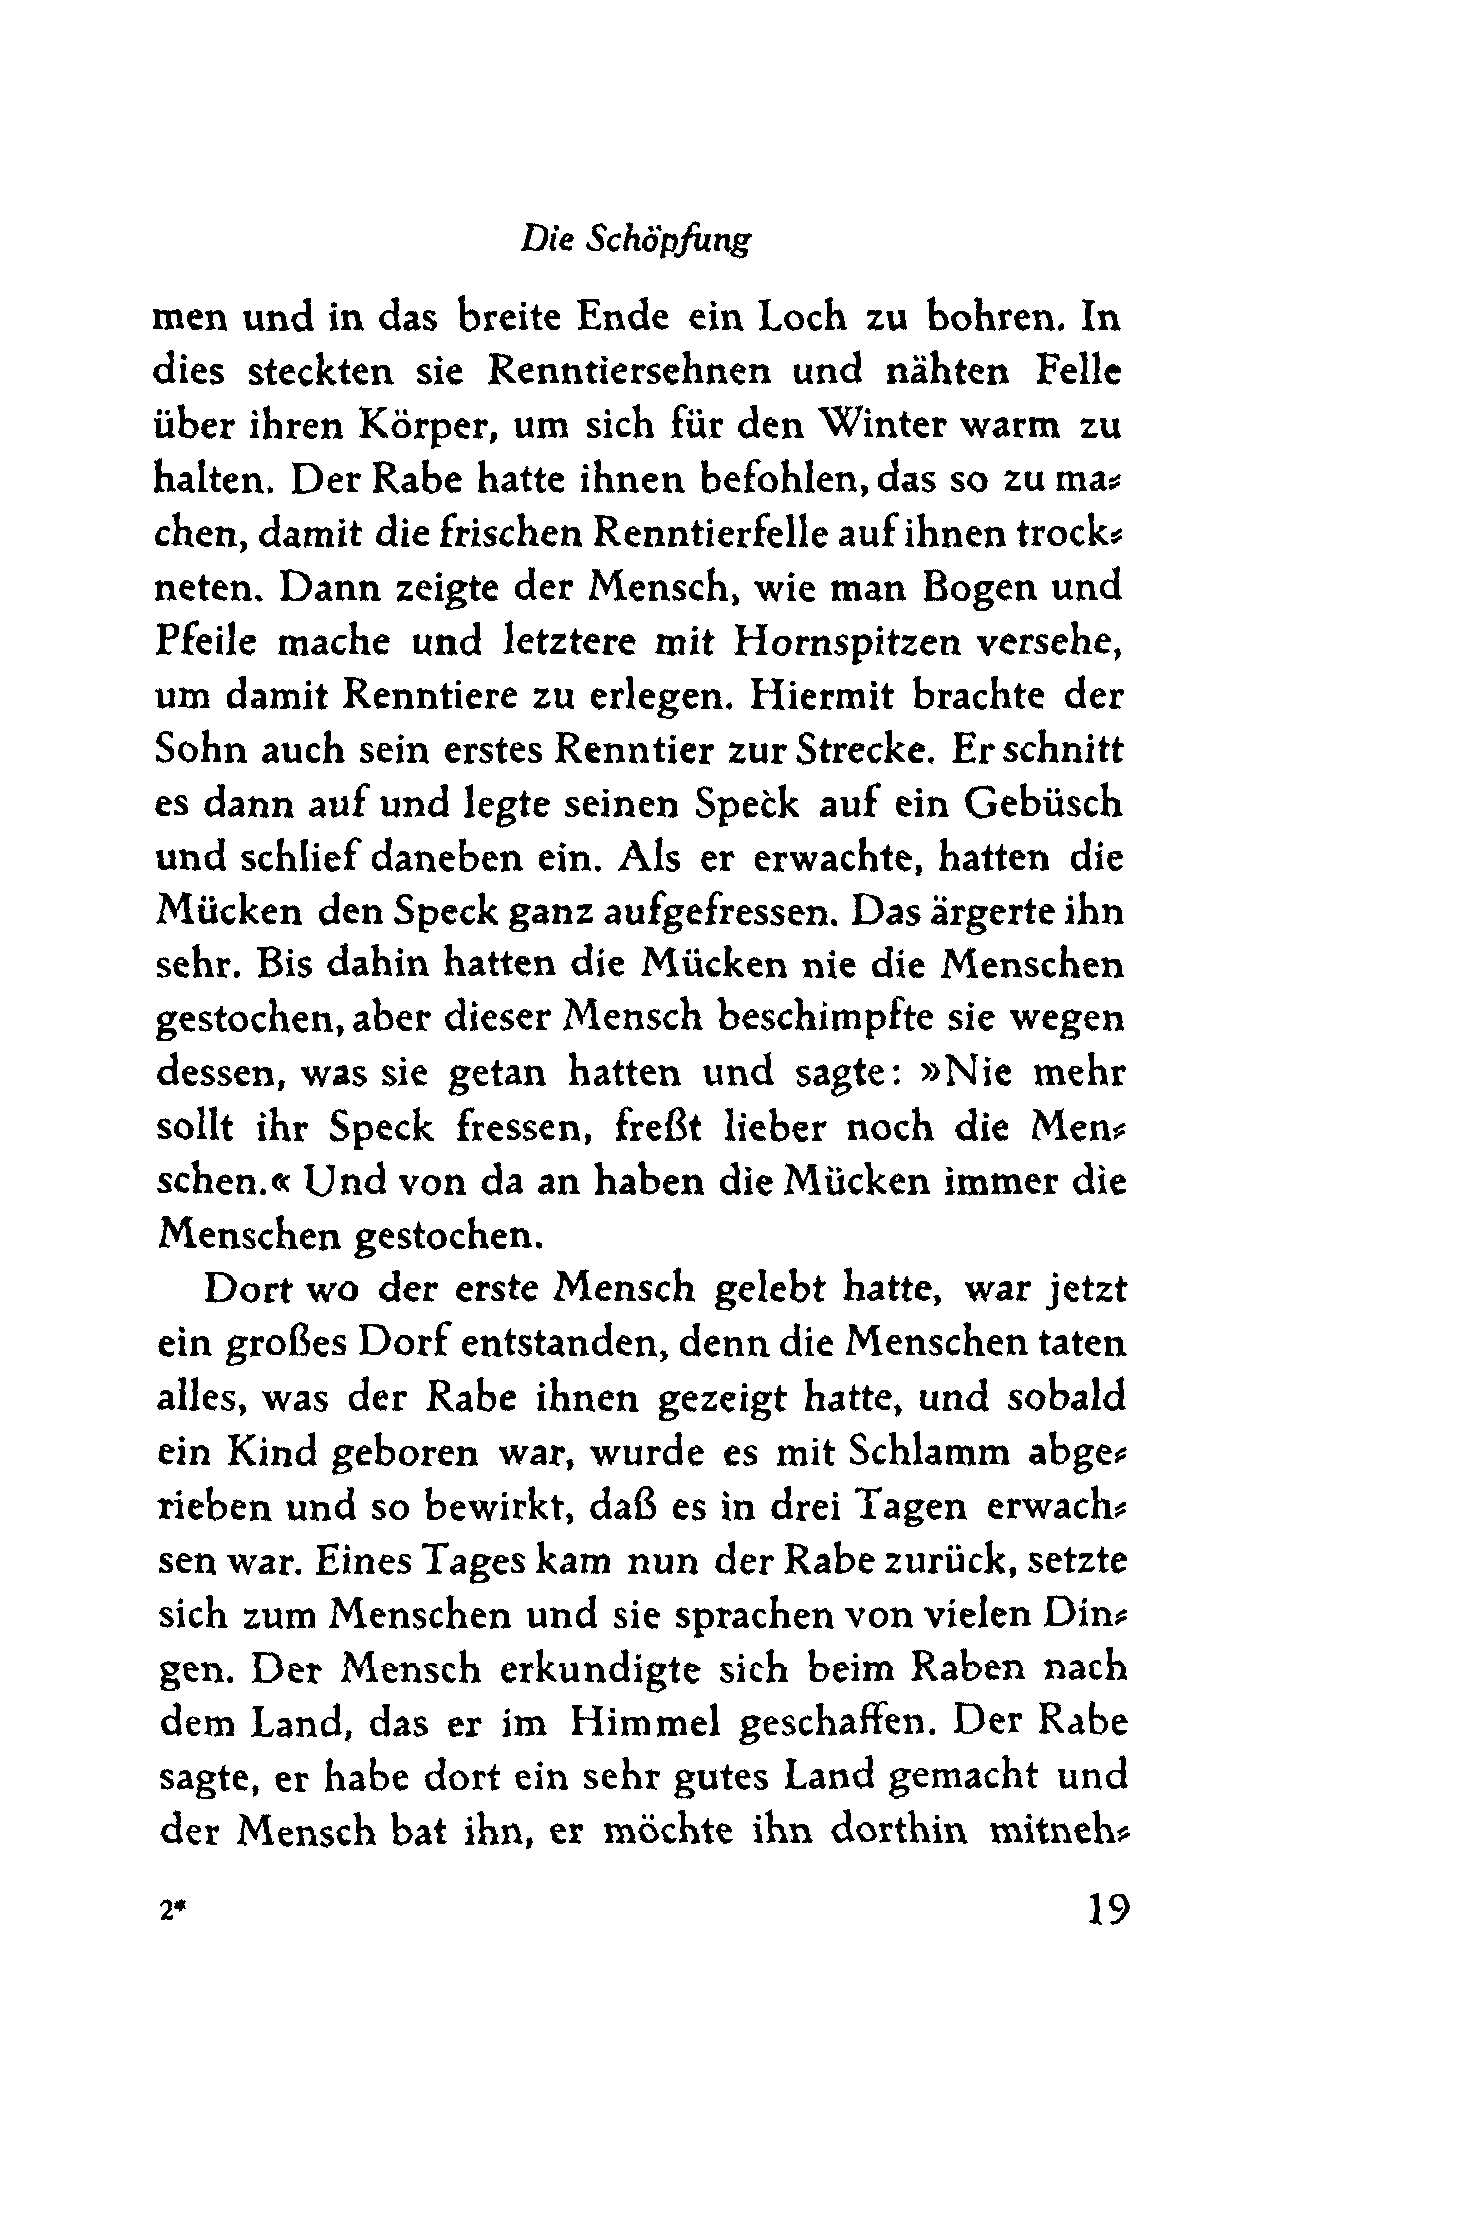 Die Schöpfung
men und in das breite Ende ein Loch zu bohren. In
dies steckten sie Renntiersehnen und nähten Felle
über ihren Körper, um sich für den Winter warm zu
halten. Der Rabe hatte ihnen befohlen, das so zu ma-
chen, damit die frischen Renntierfelle auf ihnen trock-
neten. Dann zeigte der Mensch, wie man Bogen und
Pfeile mache und letztere mit Hornspitzen versehe,
um damit Renntiere zu erlegen. Hiermit brachte der
Sohn auch sein erstes Renntier zur Strecke. Er schnitt
es dann auf und legte seinen Speck auf ein Gebüsch
und schlief daneben ein. Als er erwachte, hatten die
Mücken den Speck ganz aufgefressen. Das ärgerte ihn
sehr. Bis dahin hatten die Mücken nie die Menschen
gestochen, aber dieser Mensch beschimpfte sie wegen
dessen, was sie getan hatten und sagte: »Nie mehr
sollt ihr Speck fressen, freßt lieber noch die Men-
schen.« Und von da an haben die Mücken immer die
Menschen gestochen.
Dort wo der erste Mensch gelebt hatte, war jetzt
ein großes Dorf entstanden, denn die Menschen taten
alles, was der Rabe ihnen gezeigt hatte, und sobald
ein Kind geboren war, wurde es mit Schlamm abge-
rieben und so bewirkt, daß es in drei Tagen erwach-
sen war. Eines Tages kam nun der Rabe zurück, setzte
sich zum Menschen und sie sprachen von vielen Din-
gen. Der Mensch erkundigte sich beim Raben nach
dem Land, das er im Himmel geschaffen. Der Rabe
sagte, er habe dort ein sehr gutes Land gemacht und
der Mensch bat ihn, er möchte ihn dorthin mitneh-
2* 19